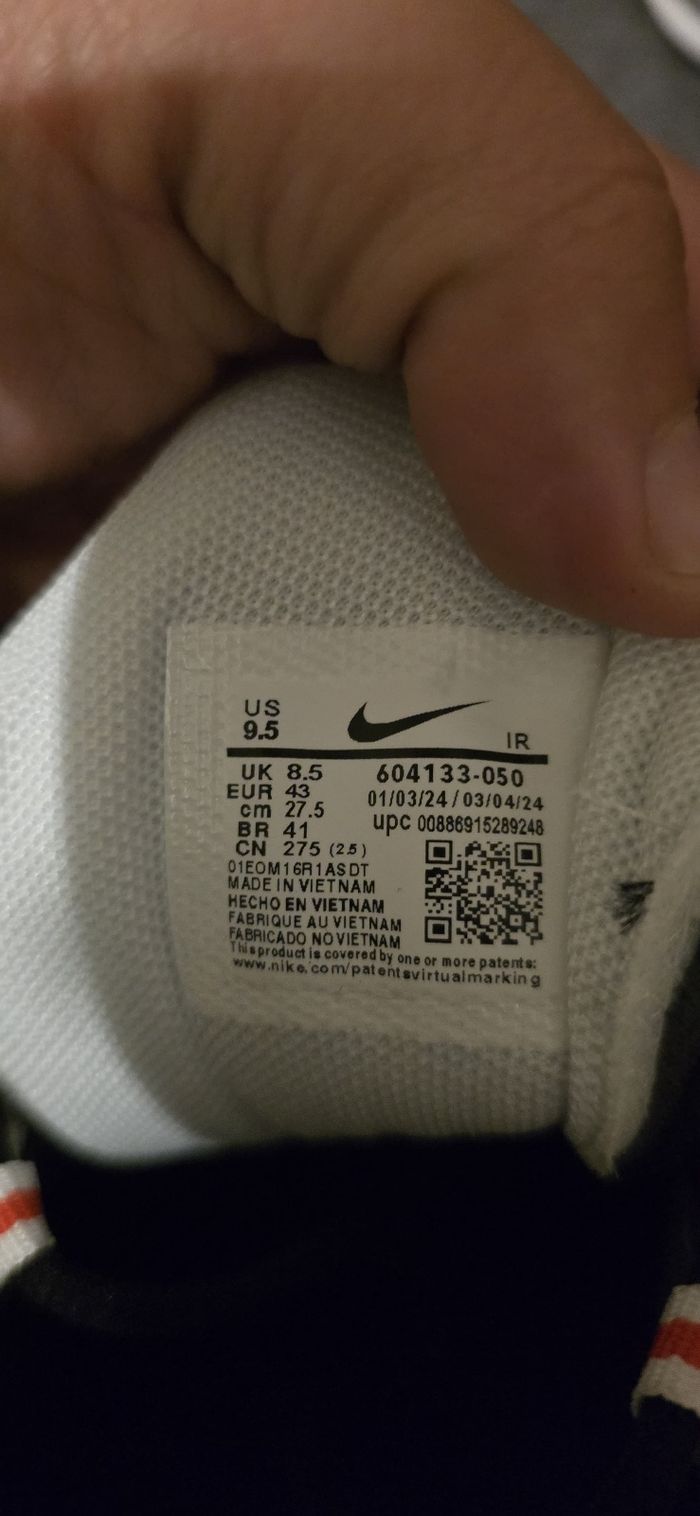 US
9.5
IR
UK 8.5
EUR 43
cm 27.5
BR 41
CN 275 (2.5)
604133-050
01/03/24 / 03/04/24
upc 00886915289248
01EOM16R1ASDT
MADE IN VIETNAM
HECHO EN VIETNAM
FABRIQUE AU VIETNAM
FABRICADO NO VIETNAM
This product is covered by one or more patents:
www.nike.com/patentsvirtualmarking